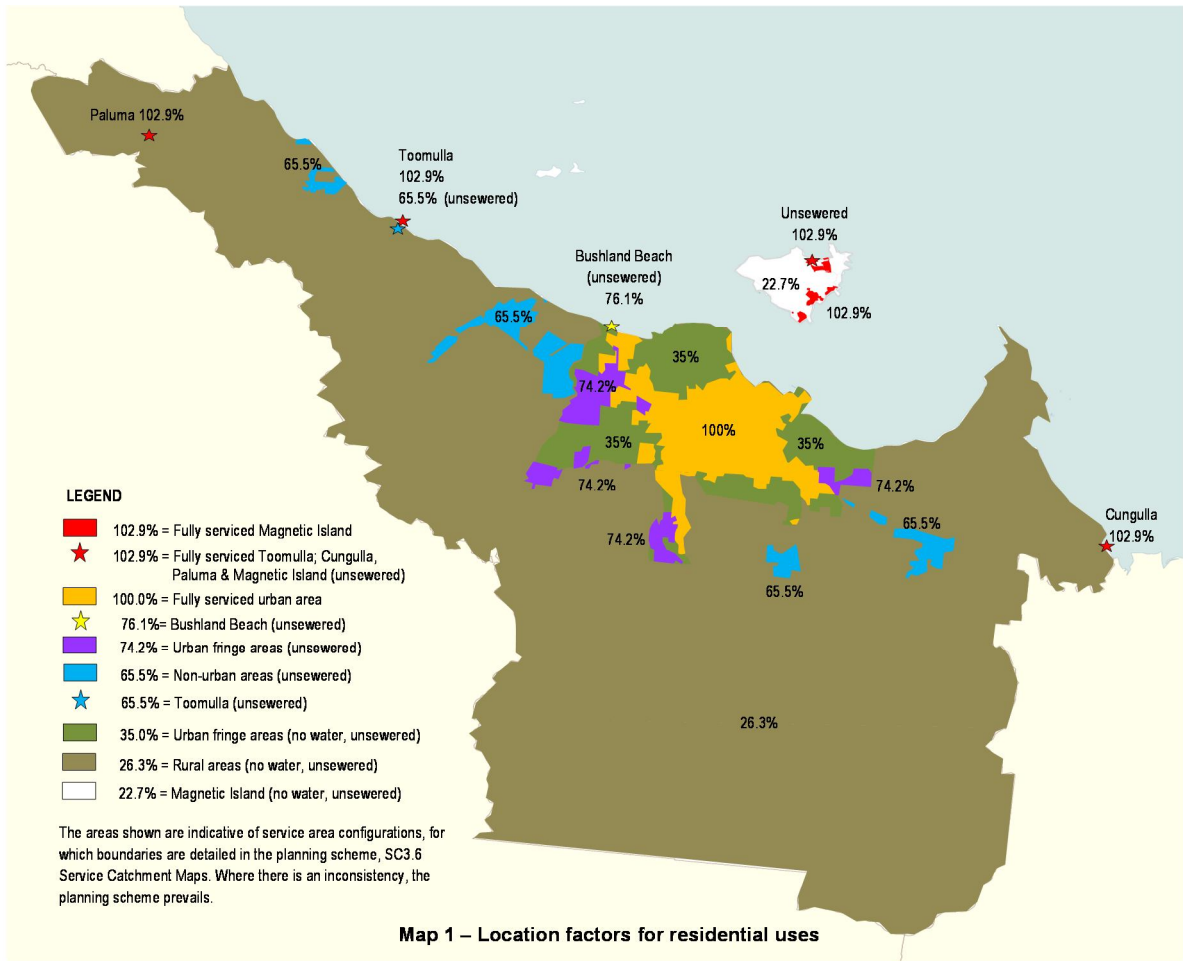 Paluma 102.9%
65.5%
Toomulla
102.9%
65.5% (unsewered)
Unsewered
102.9%
22.7%
102.9%
Bushland Beach
(unsewered)
76.1%
65.5%
35%
74.2%
100%
35%
35%
74.2%
74.2%
65.5%
74.2%
65.5%
Cungulla
102.9%
26.3%
LEGEND
102.9% = Fully serviced Magnetic Island
102.9% = Fully serviced Toomulla; Cungulla,
Paluma & Magnetic Island (unsewered)
100.0% = Fully serviced urban area
76.1%= Bushland Beach (unsewered)
74.2% = Urban fringe areas (unsewered)
65.5% = Non-urban areas (unsewered)
65.5% = Toomulla (unsewered)
35.0% = Urban fringe areas (no water, unsewered)
26.3% = Rural areas (no water, unsewered)
22.7% = Magnetic Island (no water, unsewered)
The areas shown are indicative of service area configurations, for
which boundaries are detailed in the planning scheme, SC3.6
Service Catchment Maps. Where there is an inconsistency, the
planning scheme prevails.
Map 1 – Location factors for residential uses